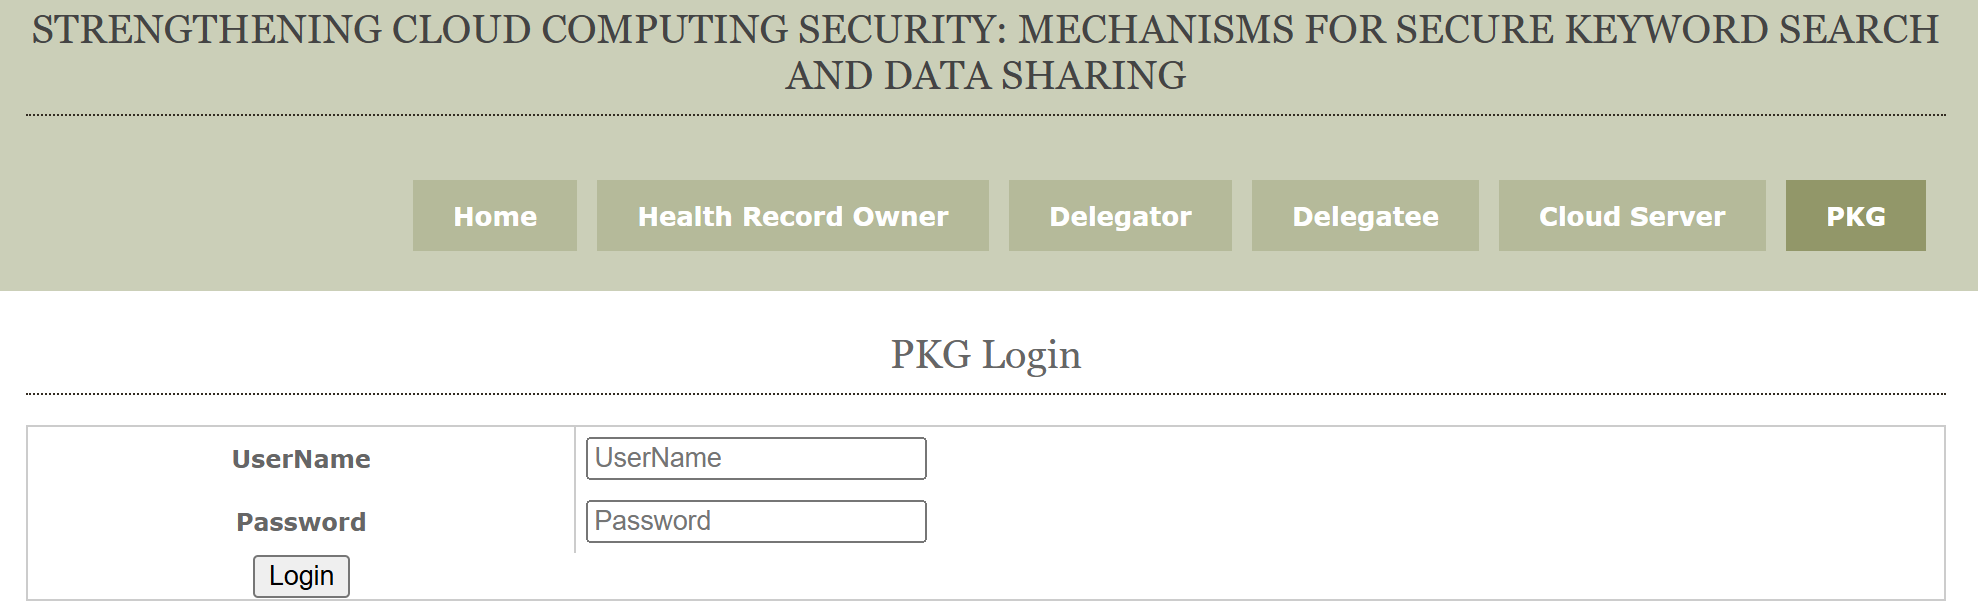 STRENGTHENING CLOUD COMPUTING SECURITY: MECHANISMS FOR SECURE KEYWORD SEARCH
AND DATA SHARING
Home Health Record Owner Delegator Delegatee Cloud Server PKG
PKG Login
UserName UserName
Password Password
Login